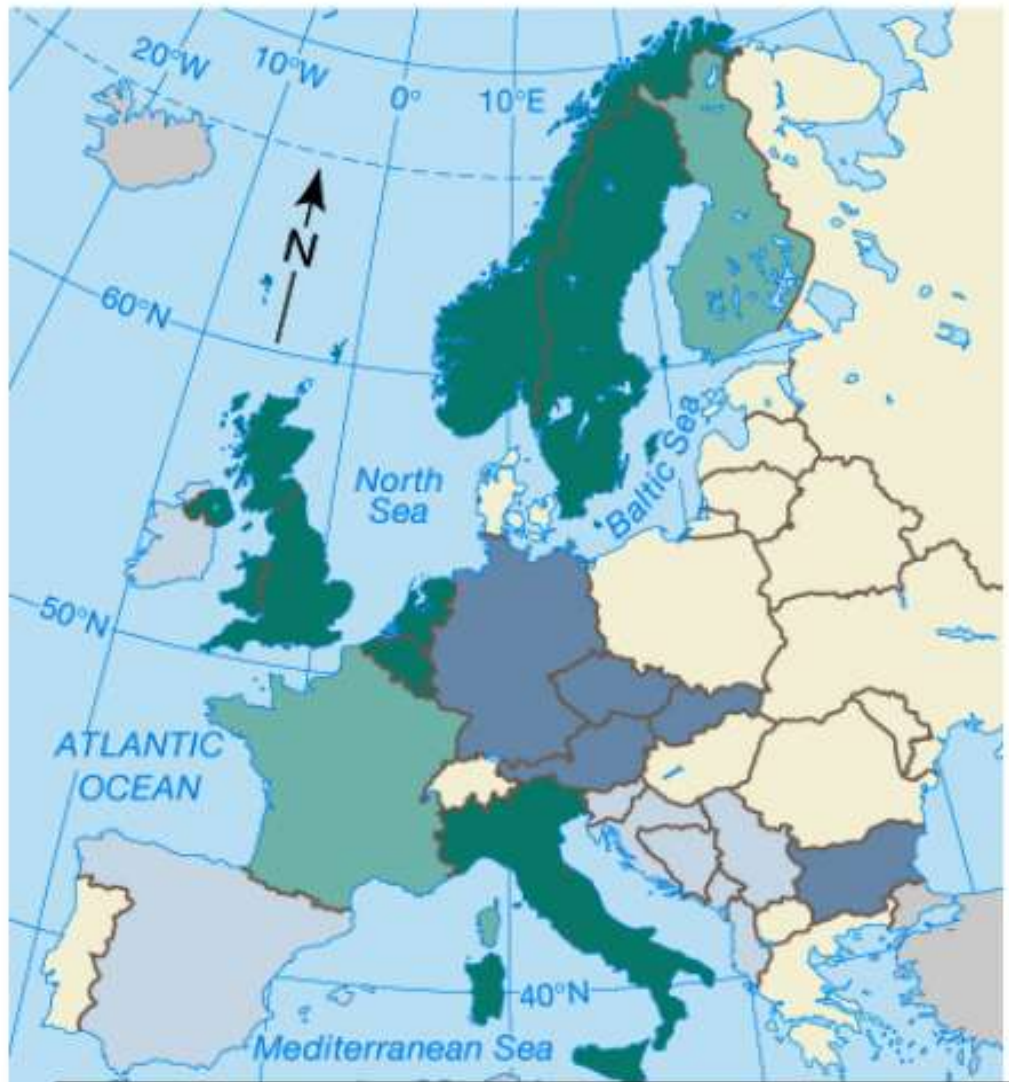 20°W
10°W
0°
10°E
N
60°N
North
Sea
Baltic Sea
50°N
ATLANTIC
OCEAN
40°N
Mediterranean Sea